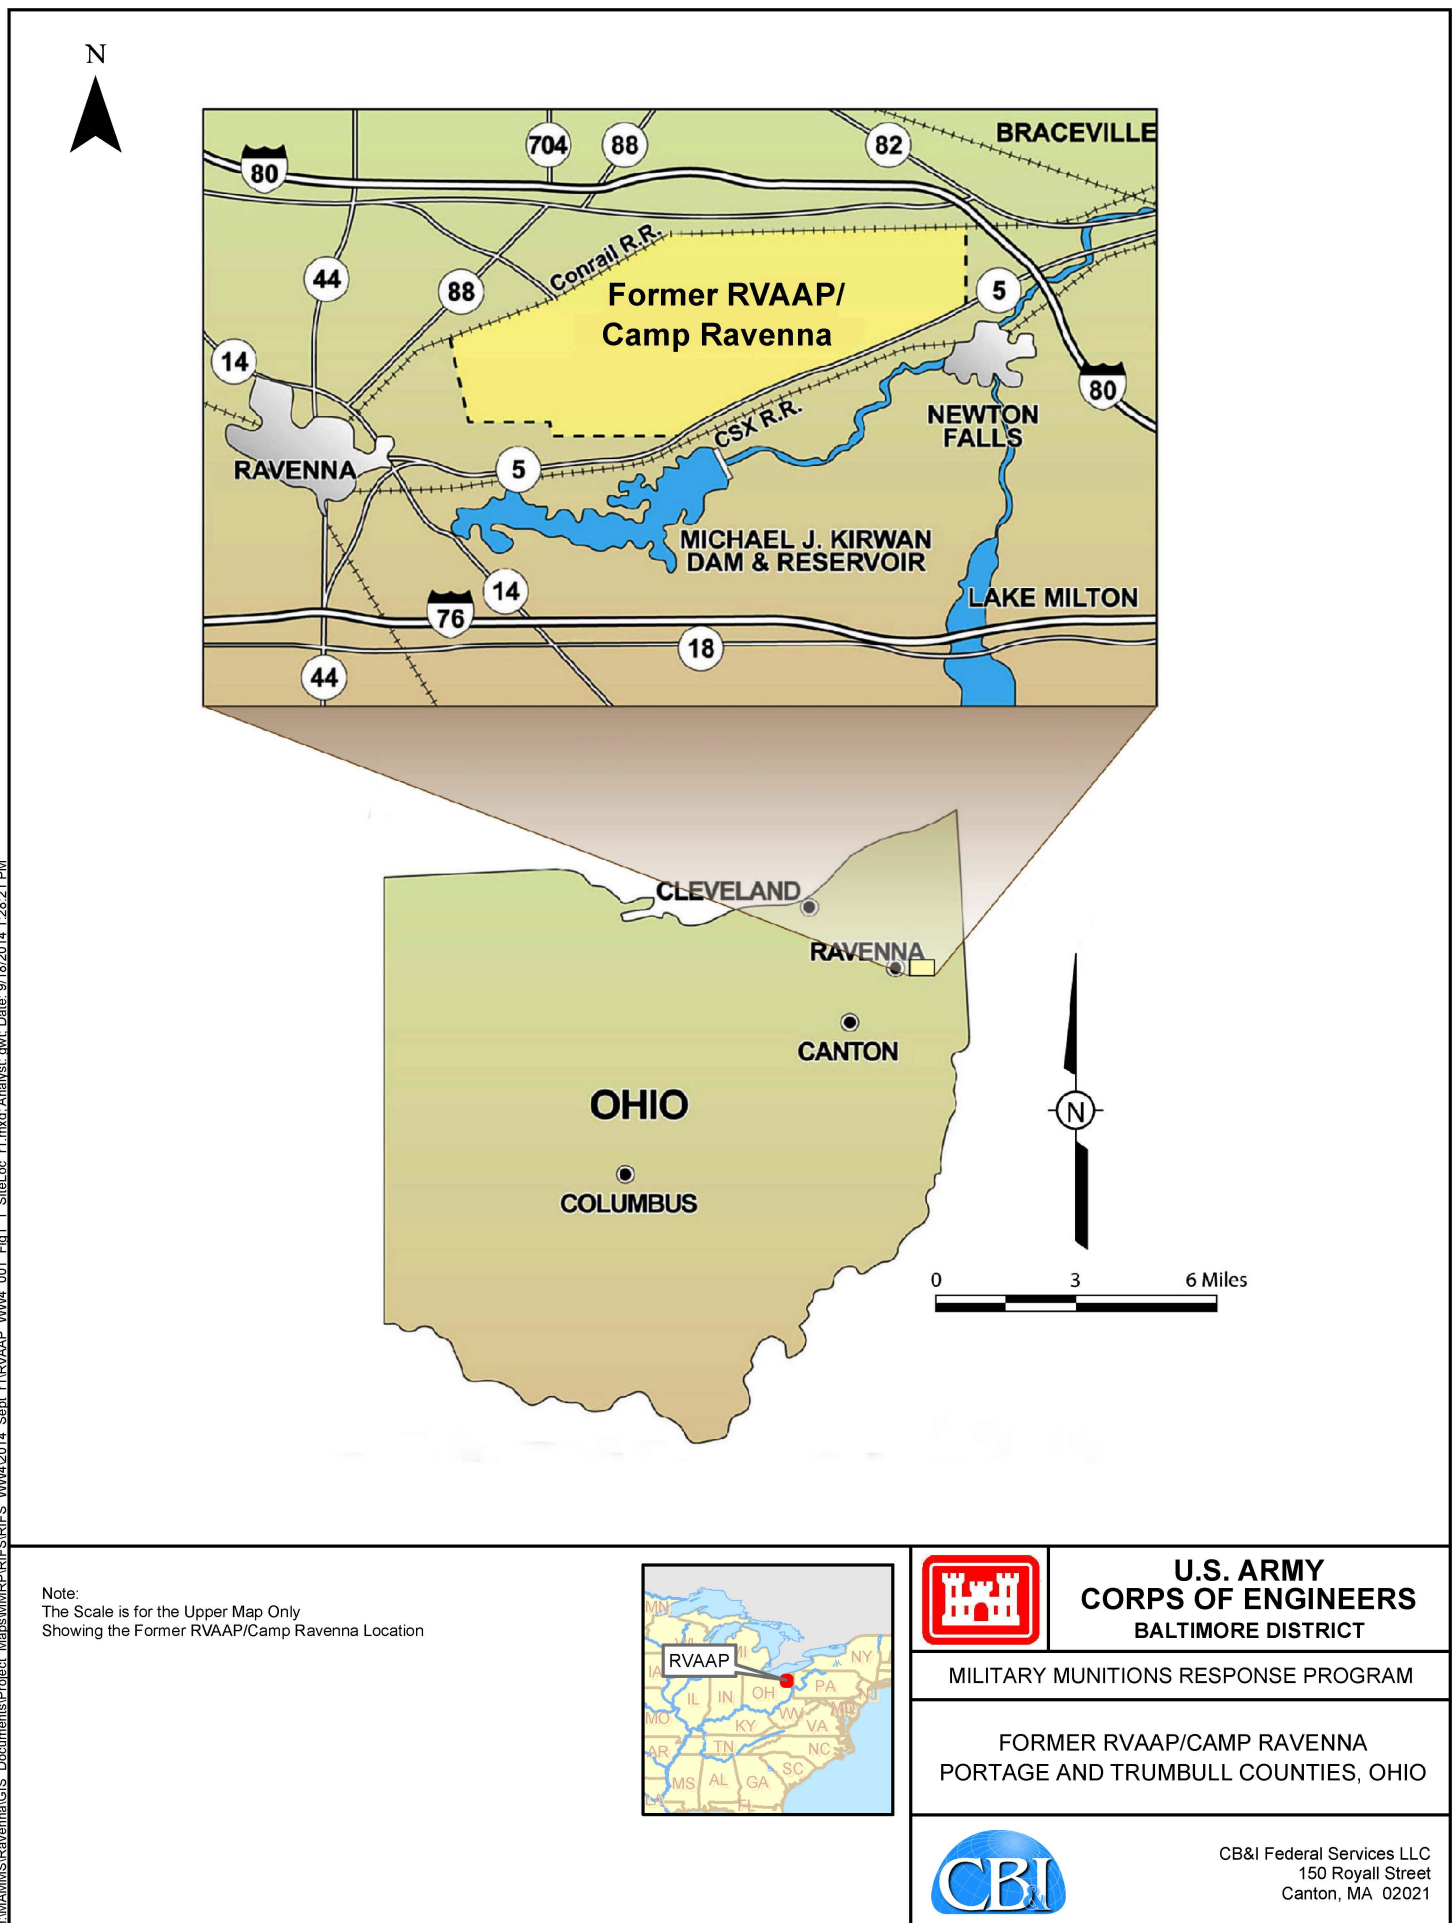 N
BRACEVILLE
704
88
82
80
Conrail R.R.
44
88
5
Former RVAAP/
Camp Ravenna
14
80
NEWTON
FALLS
CSX R.R.
RAVENNA
5
MICHAEL J. KIRWAN
DAM & RESERVOIR
14
76
LAKE MILTON
18
44
CLEVELAND
RAVENNA
CANTON
OHIO
COLUMBUS
N
0 3 6 Miles
Note:
The Scale is for the Upper Map Only
Showing the Former RVAAP/Camp Ravenna Location
MN
MI
NY
IA
RVAAP
IL
IN
OH
PA
NJ
MO
KY
WV
MD
VA
AR
TN
NC
SC
MS
AL
GA
LA
FL
U.S. ARMY
CORPS OF ENGINEERS
BALTIMORE DISTRICT
MILITARY MUNITIONS RESPONSE PROGRAM
FORMER RVAAP/CAMP RAVENNA
PORTAGE AND TRUMBULL COUNTIES, OHIO
CB&I
CB&I Federal Services LLC
150 Royall Street
Canton, MA 02021